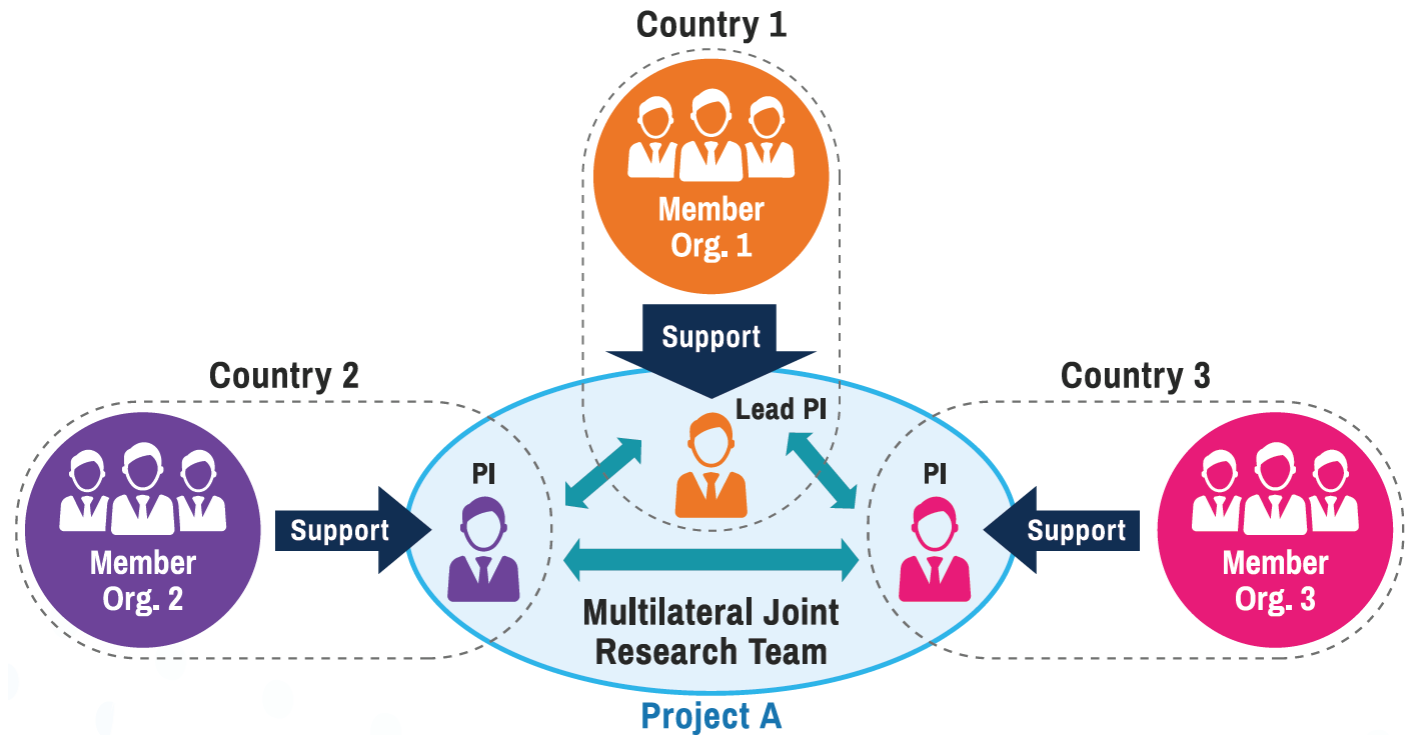 Country 1
Member
Org. 1
Support
Country 2
Country 3
Lead PI
PI
PI
Member
Org. 2
Support
Support
Member
Org. 3
Multilateral Joint
Research Team
Project A